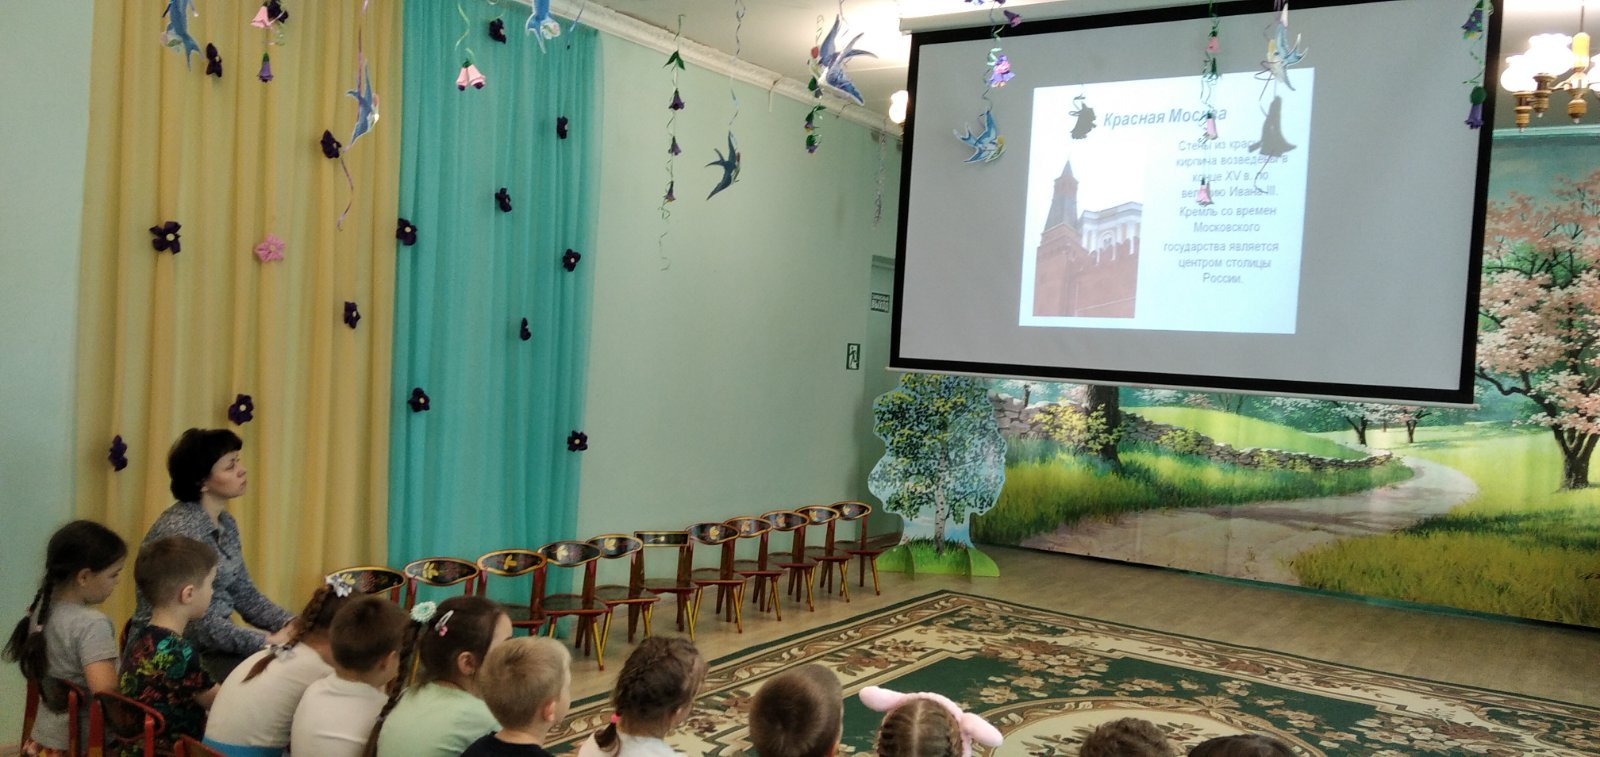 Красная Москва
Стены из
кирпича возведены в
конце XV в. по
велению Ивана III.
Кремль со времен
Московского
государства является
центром столицы
России.